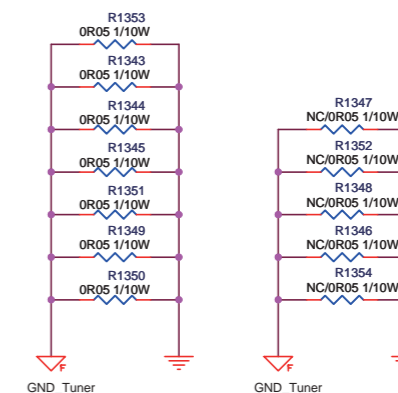 R1353
0R05 1/10W
R1343
0R05 1/10W
R1344
0R05 1/10W
R1345
0R05 1/10W
R1351
0R05 1/10W
R1349
0R05 1/10W
R1350
0R05 1/10W
F
GND_Tuner
R1347
NC/0R05 1/10W
R1352
NC/0R05 1/10W
R1348
NC/0R05 1/10W
R1346
NC/0R05 1/10W
R1354
NC/0R05 1/10W
F
GND_Tuner